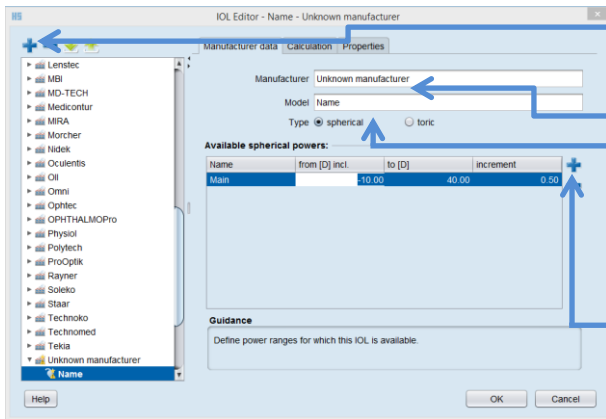 IOL Editor - Name - Unknown manufacturer
Lenstec
MBI
MD-TECH
Medicontur
MIRA
Morcher
Nidek
Oculentis
OII
Omni
Ophtec
OPHTHALMOPro
Physiol
Polytech
ProOptik
Rayner
Soleko
Staar
Technoko
Technomed
Tekia
Unknown manufacturer
Name
Manufacturer data Calculation Properties
Manufacturer Unknown manufacturer
Model Name
Type spherical toric
Available spherical powers:
Name from [D] incl. to [D] increment
Main -10.00 40.00 0.50
Guidance
Define power ranges for which this IOL is available.
Help OK Cancel